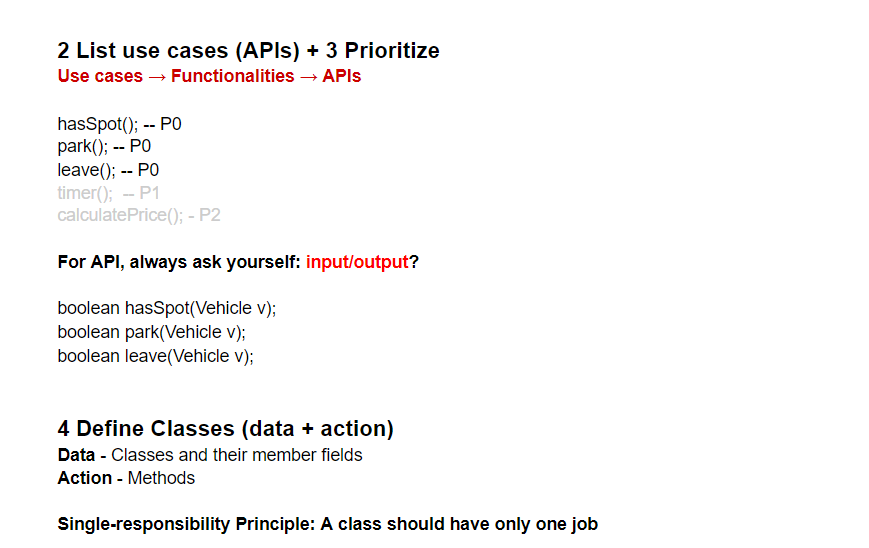 2 List use cases (APIs) + 3 Prioritize
Use cases → Functionalities → APIs
hasSpot(); -- P0
park(); -- P0
leave(); -- P0
timer();  -- P1
calculatePrice(); - P2
For API, always ask yourself: input/output?
boolean hasSpot(Vehicle v);
boolean park(Vehicle v);
boolean leave(Vehicle v);
4 Define Classes (data + action)
Data - Classes and their member fields
Action - Methods
Single-responsibility Principle: A class should have only one job